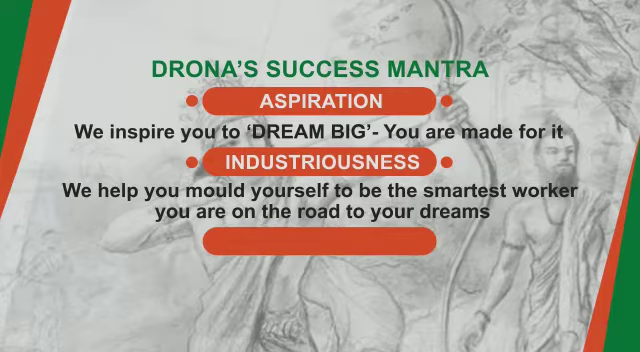 DRONA'S SUCCESS MANTRA
ASPIRATION
We inspire you to ‘DREAM BIG’- You are made for it
INDUSTRIOUSNESS
We help you mould yourself to be the smartest worker
you are on the road to your dreams